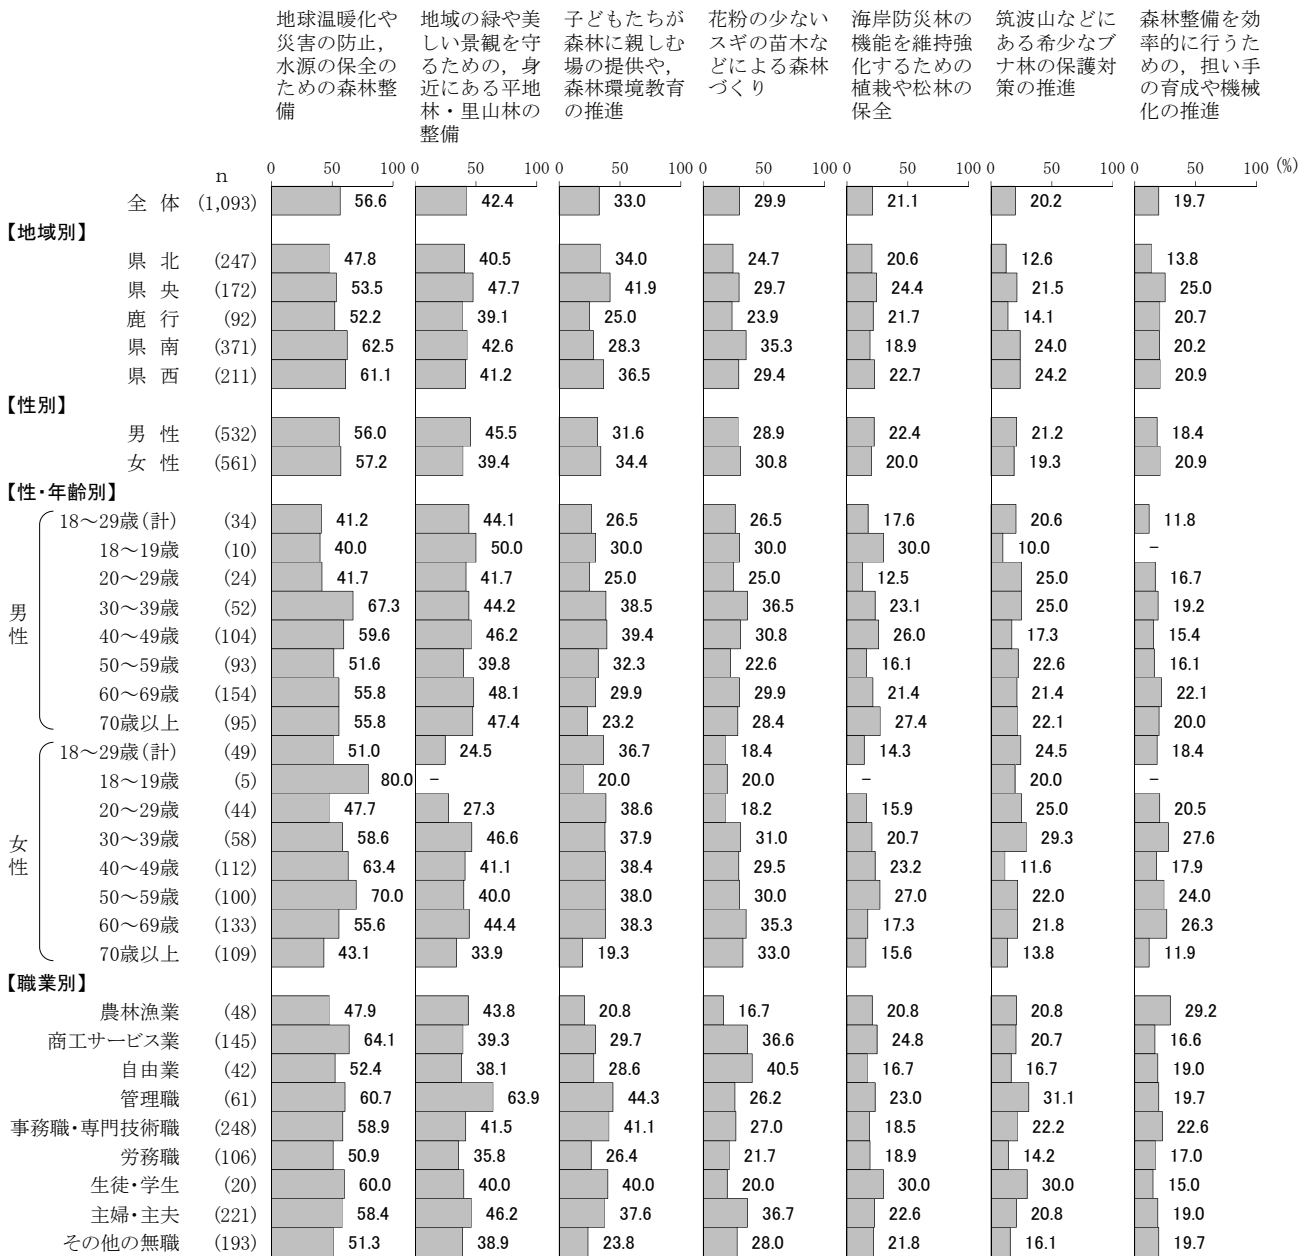 地球温暖化や災害の防止，水源の保全のための森林整備
地域の緑や美しい景観を守るための，身近にある平地林・里山林の整備
子どもたちが森林に親しむ場の提供や，森林環境教育の推進
花粉の少ないスギの苗木などによる森林づくり
海岸防災林の機能を維持強化するための植栽や松林の保全
筑波山などにある希少なブナ林の保護対策の推進
森林整備を効率的に行うための，担い手の育成や機械化の推進
n 0 50 100 0 50 100 0 50 100 0 50 100 0 50 100 0 50 100 0 50 100 (%)
全 体 (1,093) 56.6 42.4 33.0 29.9 21.1 20.2 19.7
【地域別】
県 北 (247) 47.8 40.5 34.0 24.7 20.6 12.6 13.8
県 央 (172) 53.5 47.7 41.9 29.7 24.4 21.5 25.0
鹿 行 (92) 52.2 39.1 25.0 23.9 21.7 14.1 20.7
県 南 (371) 62.5 42.6 28.3 35.3 18.9 24.0 20.2
県 西 (211) 61.1 41.2 36.5 29.4 22.7 24.2 20.9
【性別】
男 性 (532) 56.0 45.5 31.6 28.9 22.4 21.2 18.4
女 性 (561) 57.2 39.4 34.4 30.8 20.0 19.3 20.9
【性・年齢別】
男性
18～29歳(計) (34) 41.2 44.1 26.5 26.5 17.6 20.6 11.8
18～19歳 (10) 40.0 50.0 30.0 30.0 30.0 10.0 －
20～29歳 (24) 41.7 41.7 25.0 25.0 12.5 25.0 16.7
30～39歳 (52) 67.3 44.2 38.5 36.5 23.1 25.0 19.2
40～49歳 (104) 59.6 46.2 39.4 30.8 26.0 17.3 15.4
50～59歳 (93) 51.6 39.8 32.3 22.6 16.1 22.6 16.1
60～69歳 (154) 55.8 48.1 29.9 29.9 21.4 21.4 22.1
70歳以上 (95) 55.8 47.4 23.2 28.4 27.4 22.1 20.0
女性
18～29歳(計) (49) 51.0 24.5 36.7 18.4 14.3 24.5 18.4
18～19歳 (5) 80.0 － 20.0 20.0 － 20.0 －
20～29歳 (44) 47.7 27.3 38.6 18.2 15.9 25.0 20.5
30～39歳 (58) 58.6 46.6 37.9 31.0 20.7 29.3 27.6
40～49歳 (112) 63.4 41.1 38.4 29.5 23.2 11.6 17.9
50～59歳 (100) 70.0 40.0 38.0 30.0 27.0 22.0 24.0
60～69歳 (133) 55.6 44.4 38.3 35.3 17.3 21.8 26.3
70歳以上 (109) 43.1 33.9 19.3 33.0 15.6 13.8 11.9
【職業別】
農林漁業 (48) 47.9 43.8 20.8 16.7 20.8 20.8 29.2
商工サービス業 (145) 64.1 39.3 29.7 36.6 24.8 20.7 16.6
自由業 (42) 52.4 38.1 28.6 40.5 16.7 16.7 19.0
管理職 (61) 60.7 63.9 44.3 26.2 23.0 31.1 19.7
事務職・専門技術職 (248) 58.9 41.5 41.1 27.0 18.5 22.2 22.6
労務職 (106) 50.9 35.8 26.4 21.7 18.9 14.2 17.0
生徒・学生 (20) 60.0 40.0 40.0 20.0 30.0 30.0 15.0
主婦・主夫 (221) 58.4 46.2 37.6 36.7 22.6 20.8 19.0
その他の無職 (193) 51.3 38.9 23.8 28.0 21.8 16.1 19.7